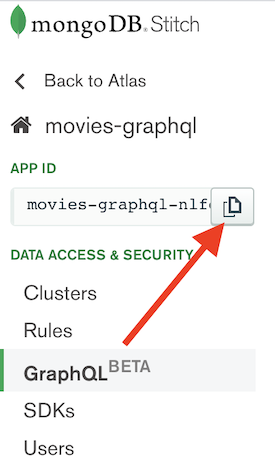 mongoDB. Stitch
Back to Atlas
movies-graphql
APP ID
movies-graphql-nlf
DATA ACCESS & SECURITY
Clusters
Rules
GraphQL BETA
SDKs
Users